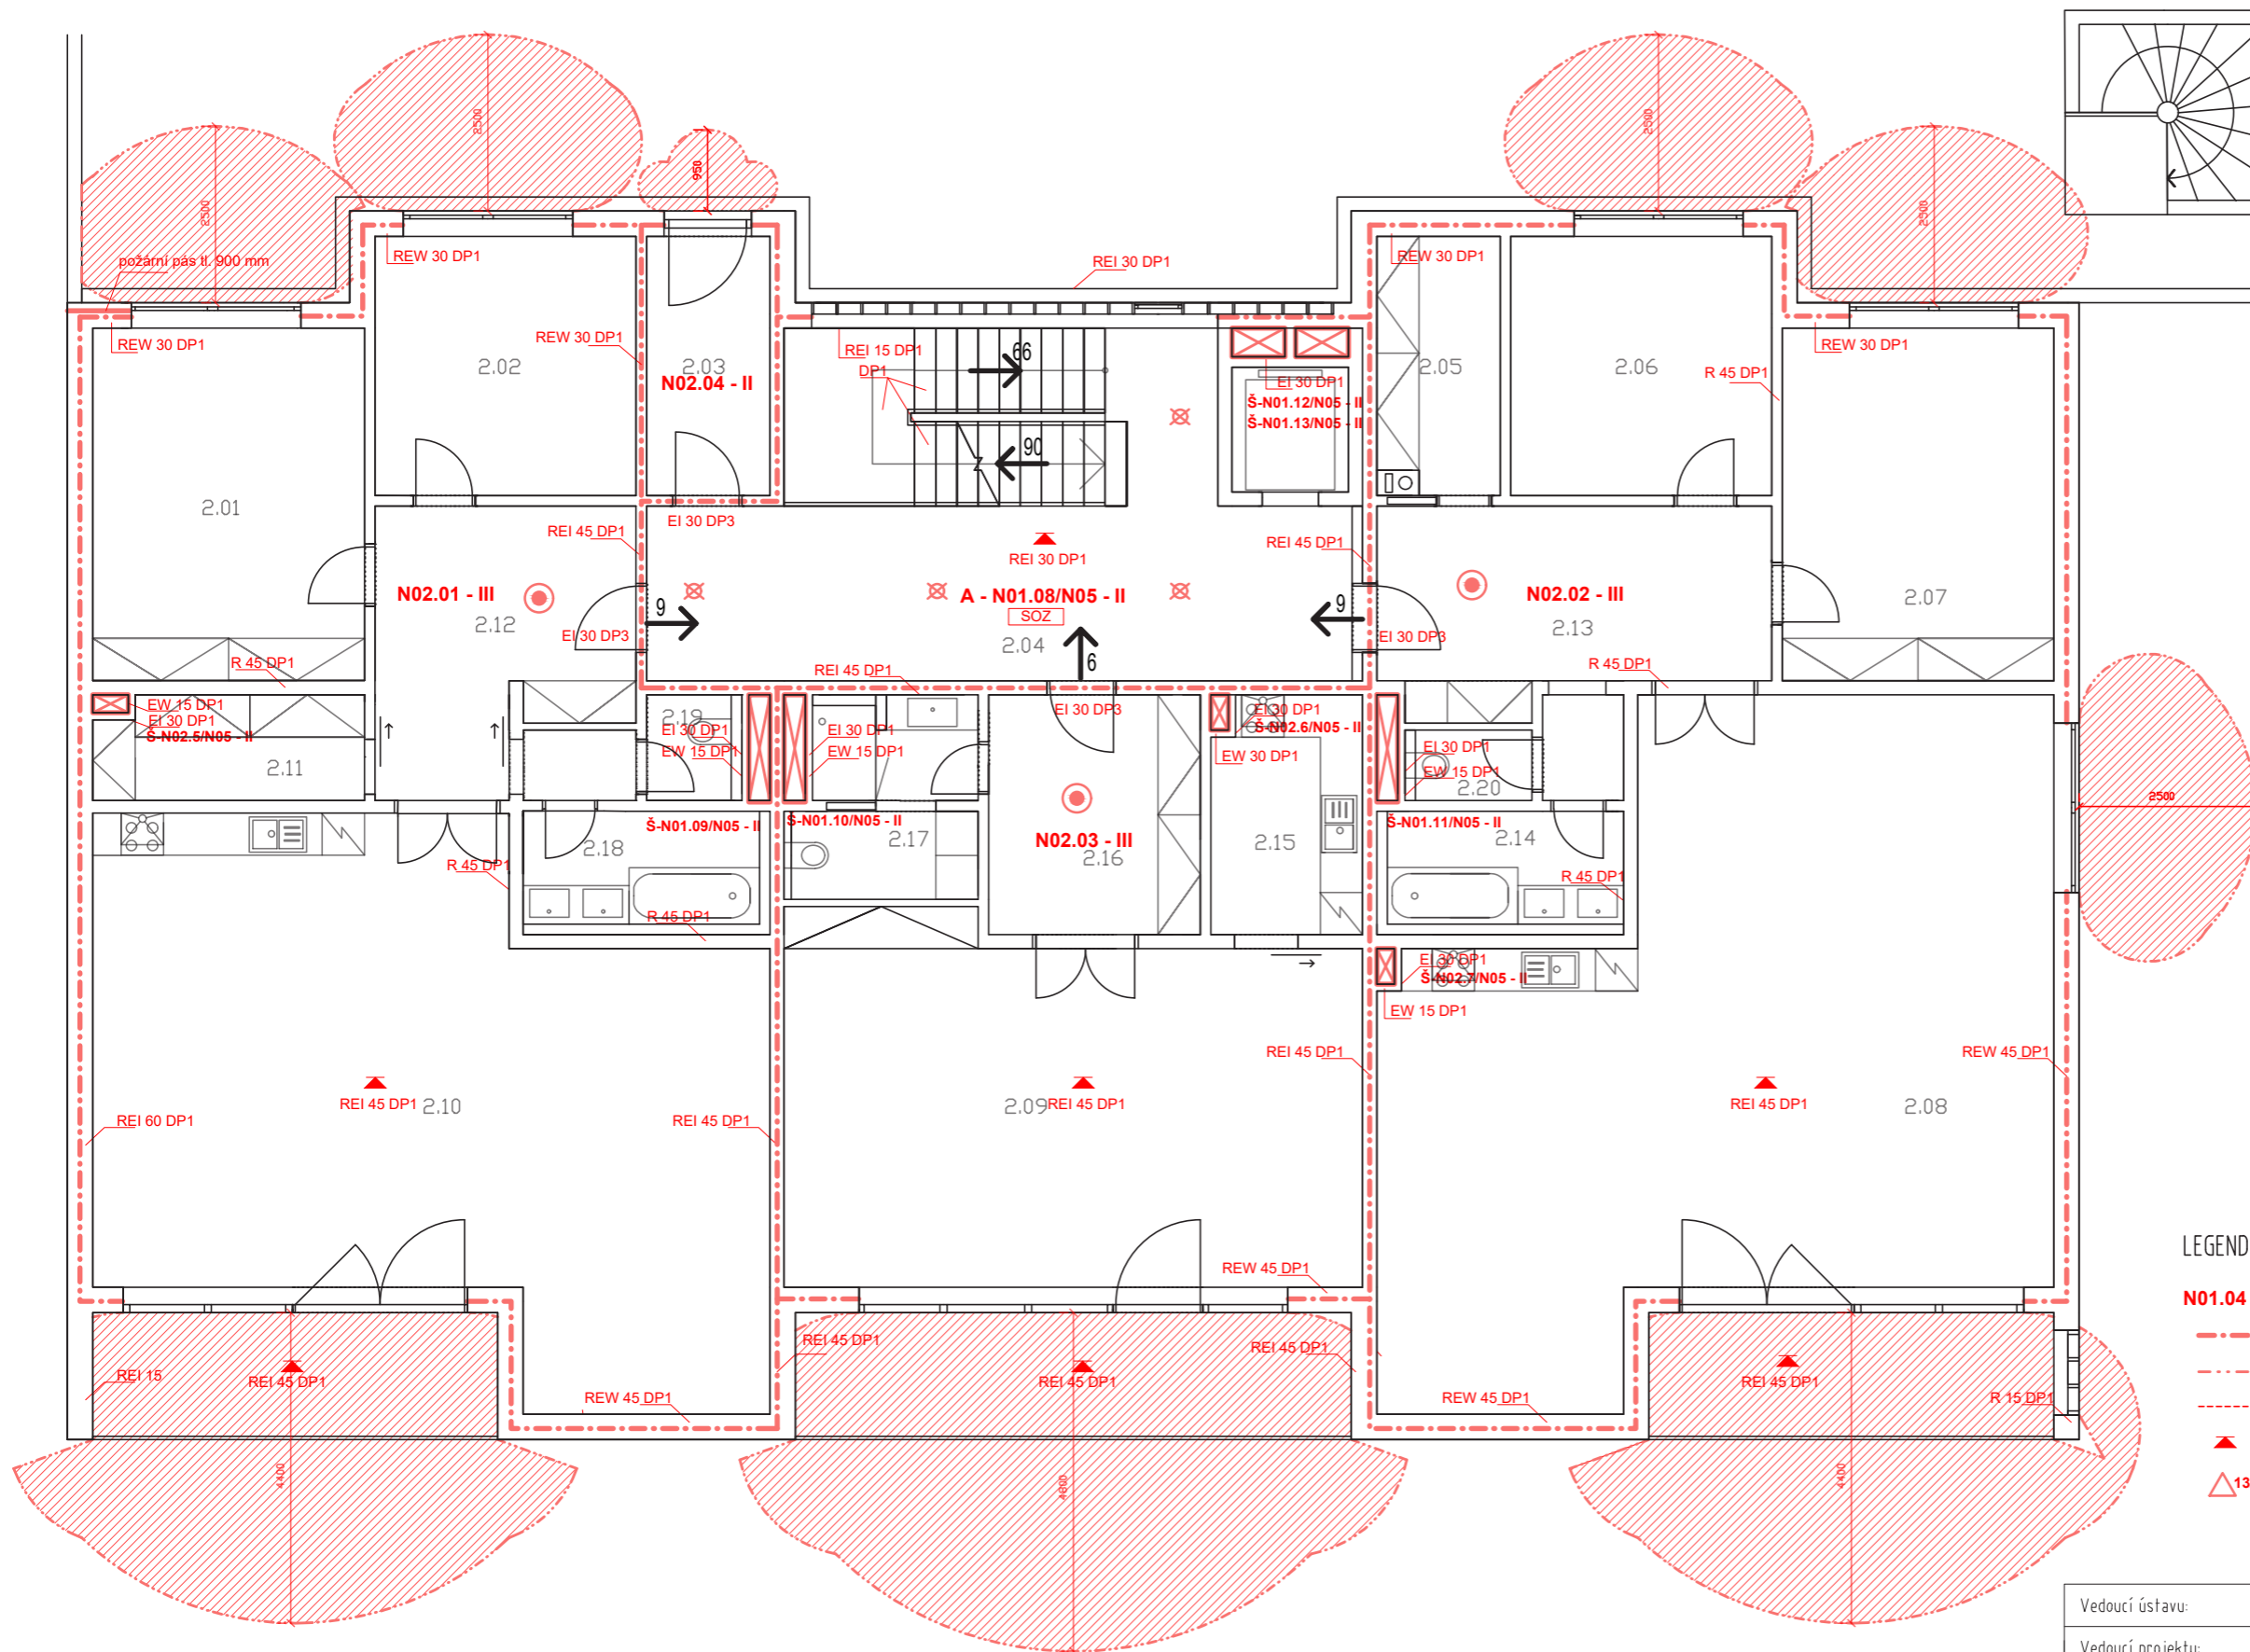 2500
2500
950
2500
2500
požární pás tl. 900 mm
REW 30 DP1
REI 30 DP1
REW 30 DP1
REW 30 DP1
REW 30 DP1
REI 15 DP1
REW 30 DP1
66
2.02
2.03
DP1
2.05
2.06
R 45 DP1
N02.04 - II
EI 30 DP1
Š-N01.12/N05 - II
Š-N01.13/N05 - II
90
2.01
REI 45 DP1
EI 30 DP3
REI 30 DP1
REI 45 DP1
N02.01 - III
9
A - N01.08/N05 - II
9
N02.02 - III
2.07
SOZ
2.12
EI 30 DP3
2.04
6
EI 30 DP3
2.13
R 45 DP1
REI 45 DP1
R 45 DP1
EW 15 DP1
EI 30 DP1
Š-N02.5/N05 - II
2.11
2.19
EI 30 DP1
EW 15 DP1
EI 30 DP1
EW 15 DP1
EI 30 DP3
EI 30 DP1
Š-N02.6/N05 - II
EW 30 DP1
EI 30 DP1
EW 15 DP1
2.20
2500
Š-N01.09/N05 - II
Š-N01.10/N05 - II
N02.03 - III
Š-N01.11/N05 - II
2.18
2.17
2.16
2.15
2.14
R 45 DP1
R 45 DP1
R 45 DP1
EI 30 DP1
Š-N02.7/N05 - II
EW 15 DP1
REI 45 DP1
REW 45 DP1
REI 45 DP1
2.10
2.09
REI 45 DP1
REI 45 DP1
2.08
REI 60 DP1
REI 45 DP1
REW 45 DP1
LEGEND
N01.04
REI 45 DP1
REI 45 DP1
REI 15
REI 45 DP1
REI 45 DP1
REI 45 DP1
REW 45 DP1
REW 45 DP1
R 15 DP1
4400
4800
4400
13
Vedoucí ústavu:
Vedoucí projektu: